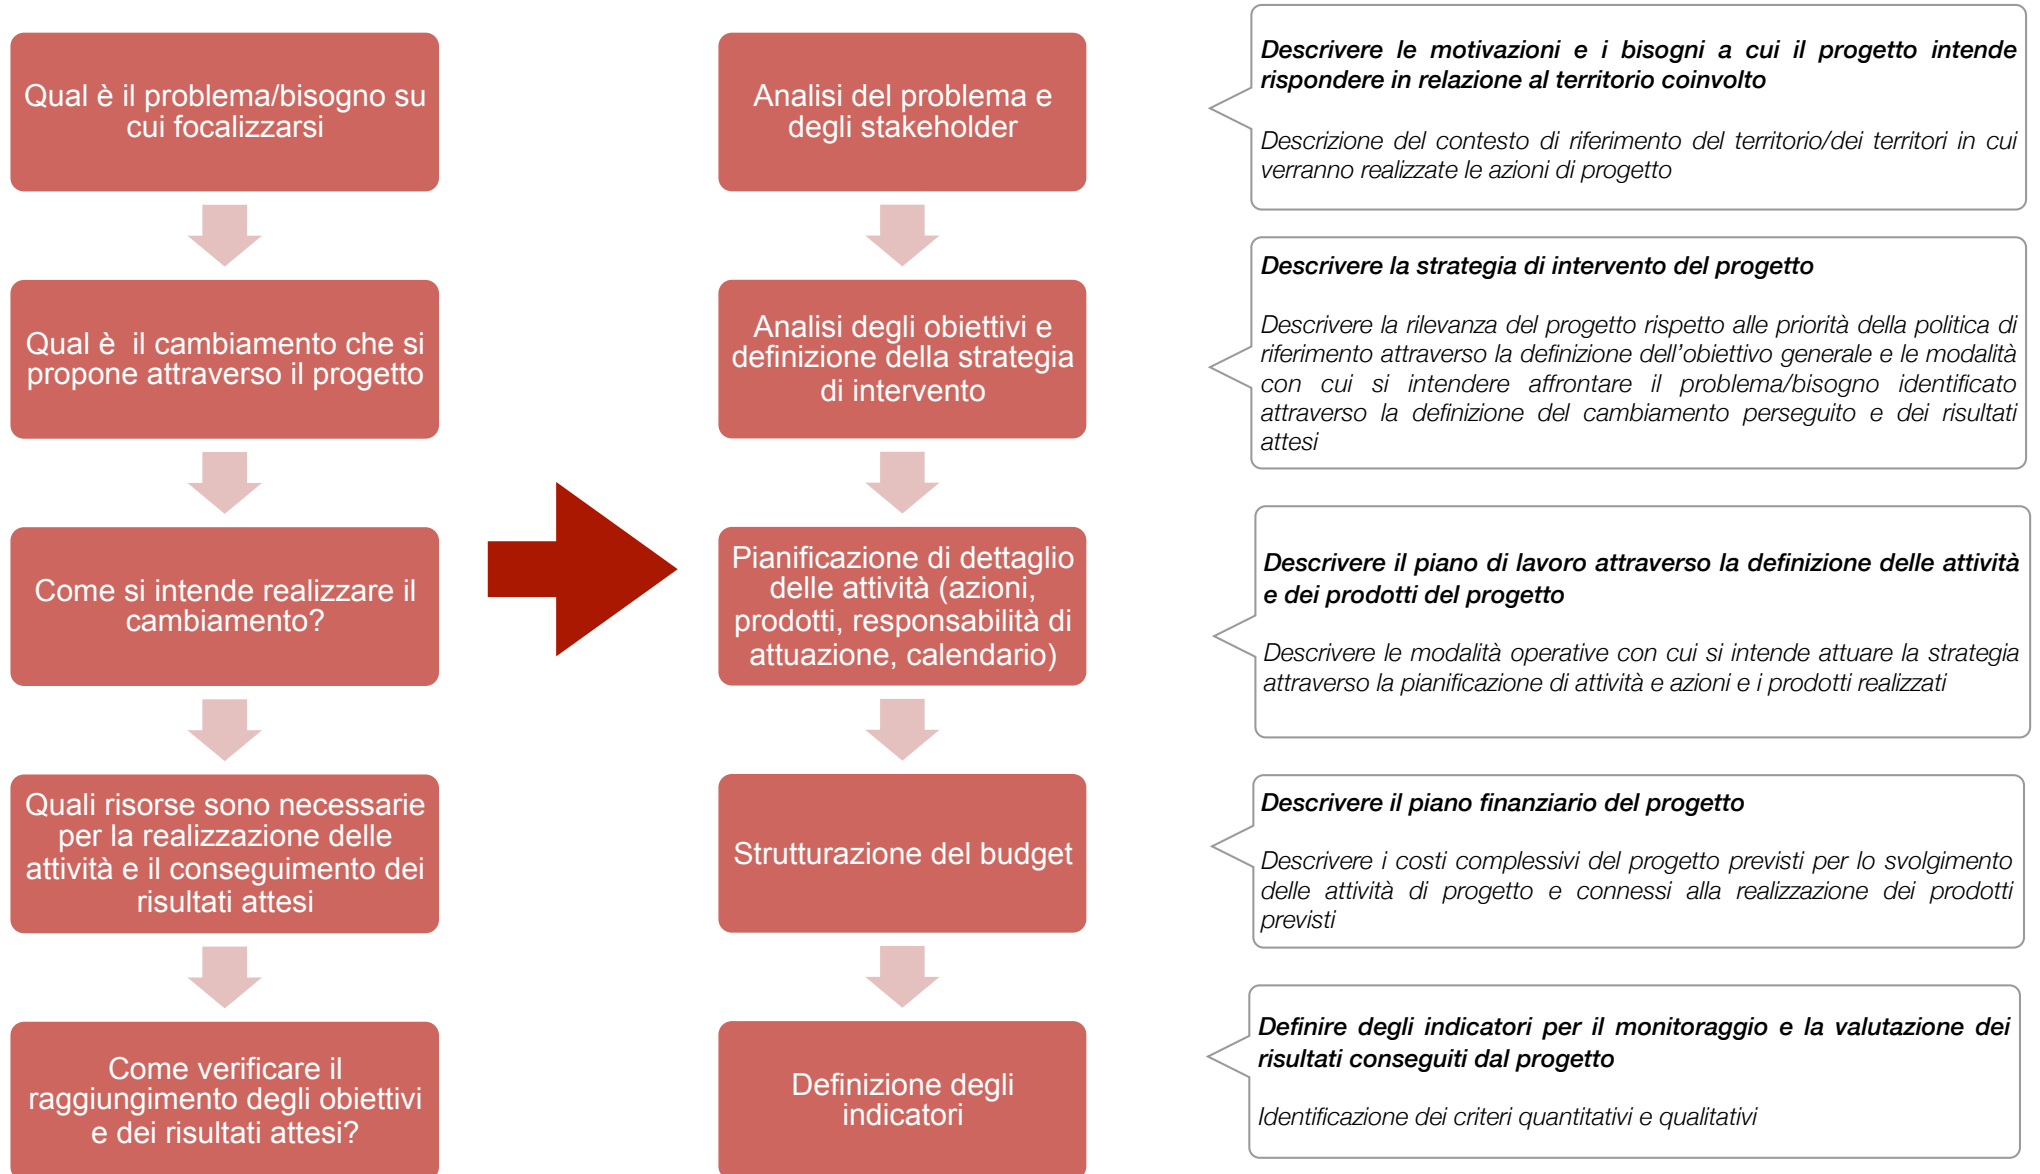 Qual è il problema/bisogno su
cui focalizzarsi
Qual è  il cambiamento che si
propone attraverso il progetto
Come si intende realizzare il
cambiamento?
Quali risorse sono necessarie
per la realizzazione delle
attività e il conseguimento dei
risultati attesi
Come verificare il
raggiungimento degli obiettivi
e dei risultati attesi?
Analisi del problema e
degli stakeholder
Analisi degli obiettivi e
definizione della strategia
di intervento
Pianificazione di dettaglio
delle attività (azioni,
prodotti, responsabilità di
attuazione, calendario)
Strutturazione del budget
Definizione degli
indicatori
Descrivere le motivazioni e i bisogni a cui il progetto intende
rispondere in relazione al territorio coinvolto
Descrizione del contesto di riferimento del territorio/dei territori in cui
verranno realizzate le azioni di progetto
Descrivere la strategia di intervento del progetto
Descrivere la rilevanza del progetto rispetto alle priorità della politica di
riferimento attraverso la definizione dell'obiettivo generale e le modalità
con cui si intendere affrontare il problema/bisogno identificato
attraverso la definizione del cambiamento perseguito e dei risultati
attesi
Descrivere il piano di lavoro attraverso la definizione delle attività
e dei prodotti del progetto
Descrivere le modalità operative con cui si intende attuare la strategia
attraverso la pianificazione di attività e azioni e i prodotti realizzati
Descrivere il piano finanziario del progetto
Descrivere i costi complessivi del progetto previsti per lo svolgimento
delle attività di progetto e connessi alla realizzazione dei prodotti
previsti
Definire degli indicatori per il monitoraggio e la valutazione dei
risultati conseguiti dal progetto
Identificazione dei criteri quantitativi e qualitativi